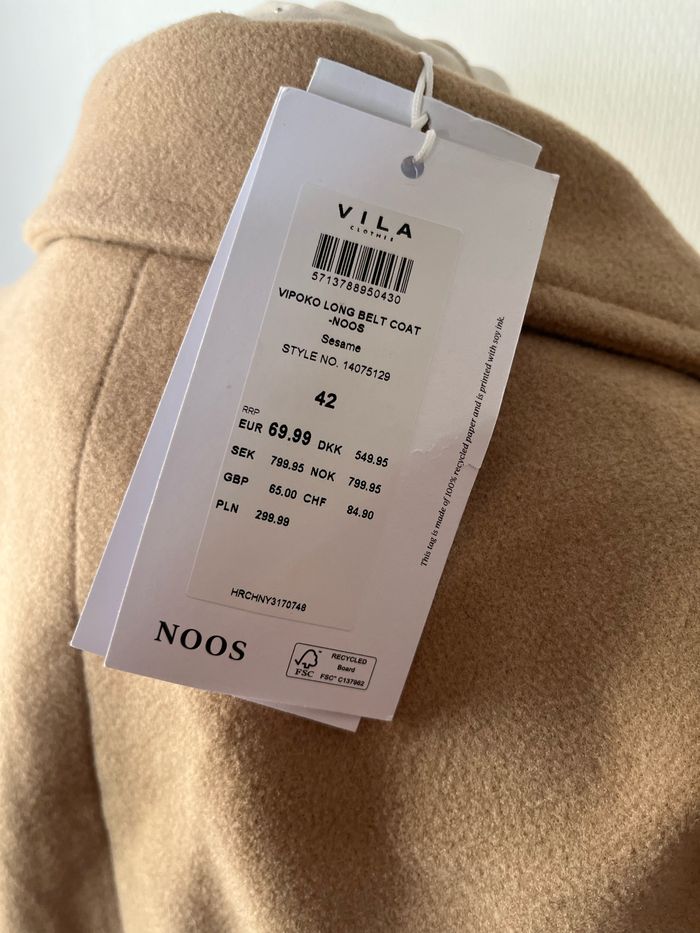 VILA
CLOTHES
5713788950430
VIPOKO LONG BELT COAT
-NOOS
Sesame
STYLE NO. 14075129
42
RRP
EUR 69.99 DKK 549.95
SEK 799.95 NOK 799.95
GBP 65.00 CHF 84.90
PLN 299.99
HRCHNY3170748
NOOS
FSC
RECYCLED
Board
FSC® C137962
This tag is made of 100% recycled paper and is printed with soy ink.